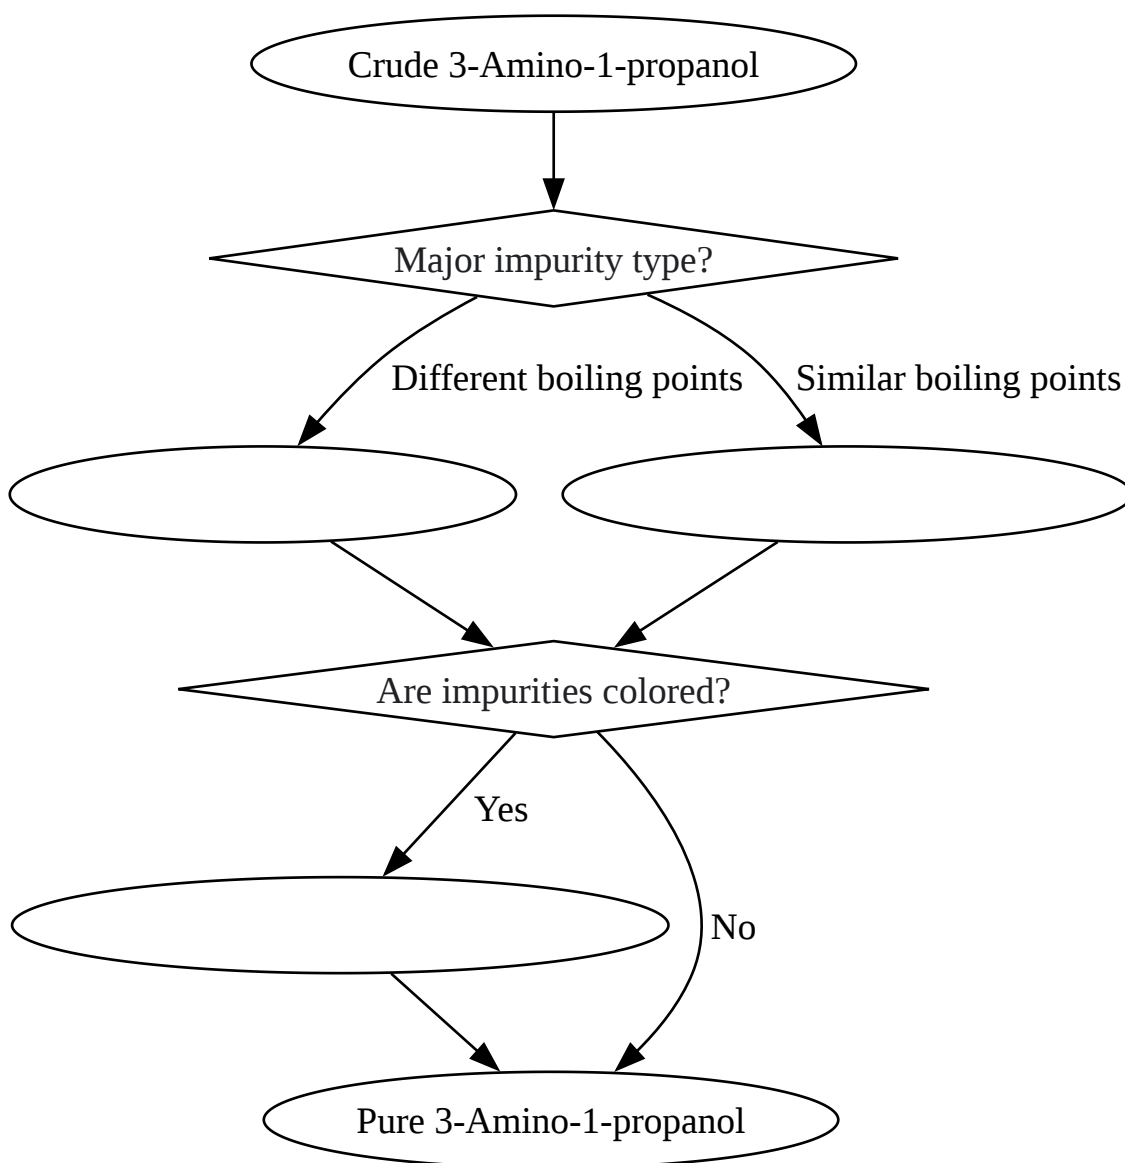 Crude 3-Amino-1-propanol
Major impurity type?
Different boiling points
Similar boiling points
Are impurities colored?
Yes
No
Pure 3-Amino-1-propanol